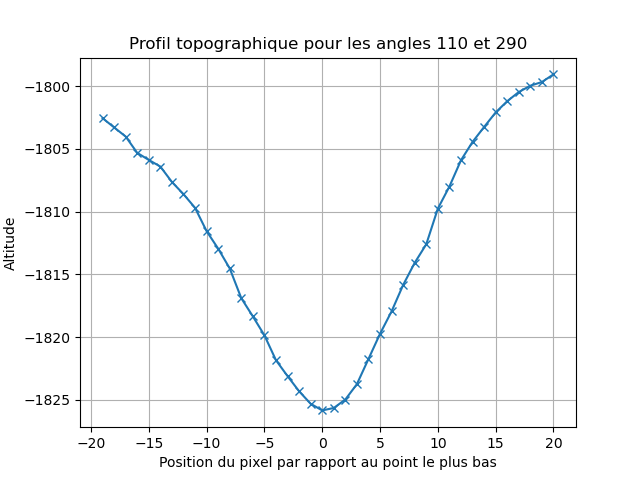 Profil topographique pour les angles 110 et 290
Altitude
−1800
−1805
−1810
−1815
−1820
−1825
−20 −15 −10 −5 0 5 10 15 20
Position du pixel par rapport au point le plus bas